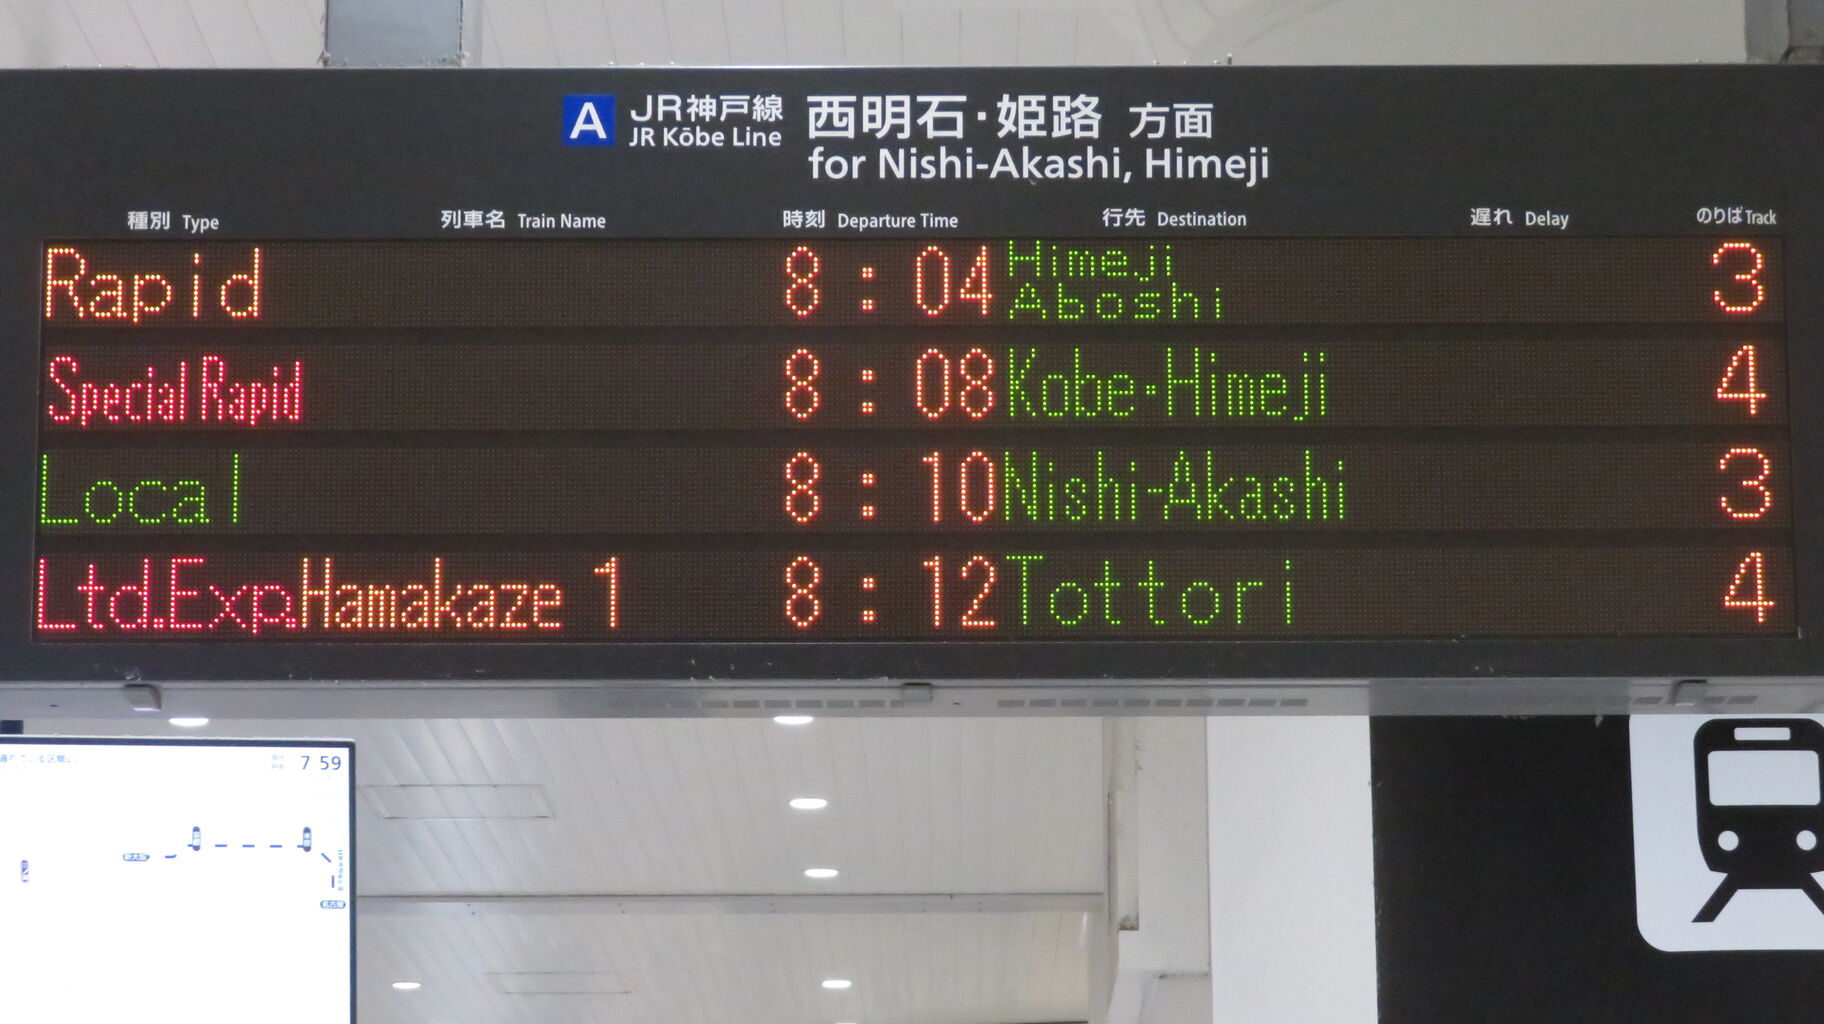 A JR神戸線 西明石・姫路 方面
JR Kōbe Line for Nishi-Akashi, Himeji
種別 Type 列車名 Train Name 時刻 Departure Time 行先 Destination 遅れ Delay のりば Track
Rapid 8:04 Himeji Aboshi 3
Special Rapid 8:08 Kobe・Himeji 4
Local 8:10 Nishi-Akashi 3
Ltd.Exp. Hamakaze 1 8:12 Tottori 4
7 59